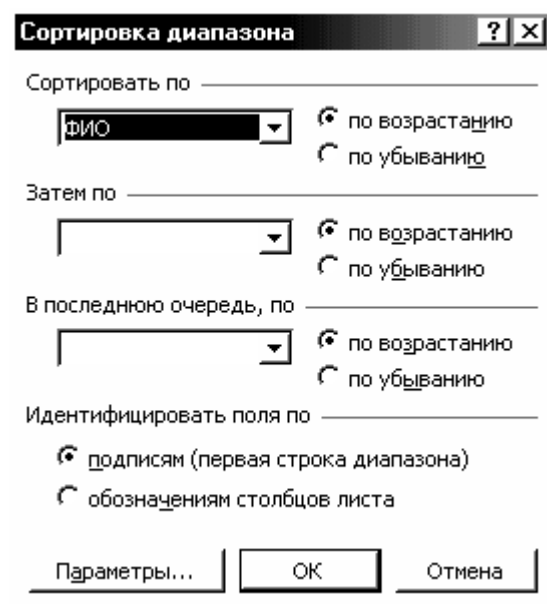 Сортировка диапазона
Сортировать по
ФИО
по возрастанию
по убыванию
Затем по
по возрастанию
по убыванию
В последнюю очередь, по
по возрастанию
по убыванию
Идентифицировать поля по
подписям (первая строка диапазона)
обозначениям столбцов листа
Параметры... ОК Отмена